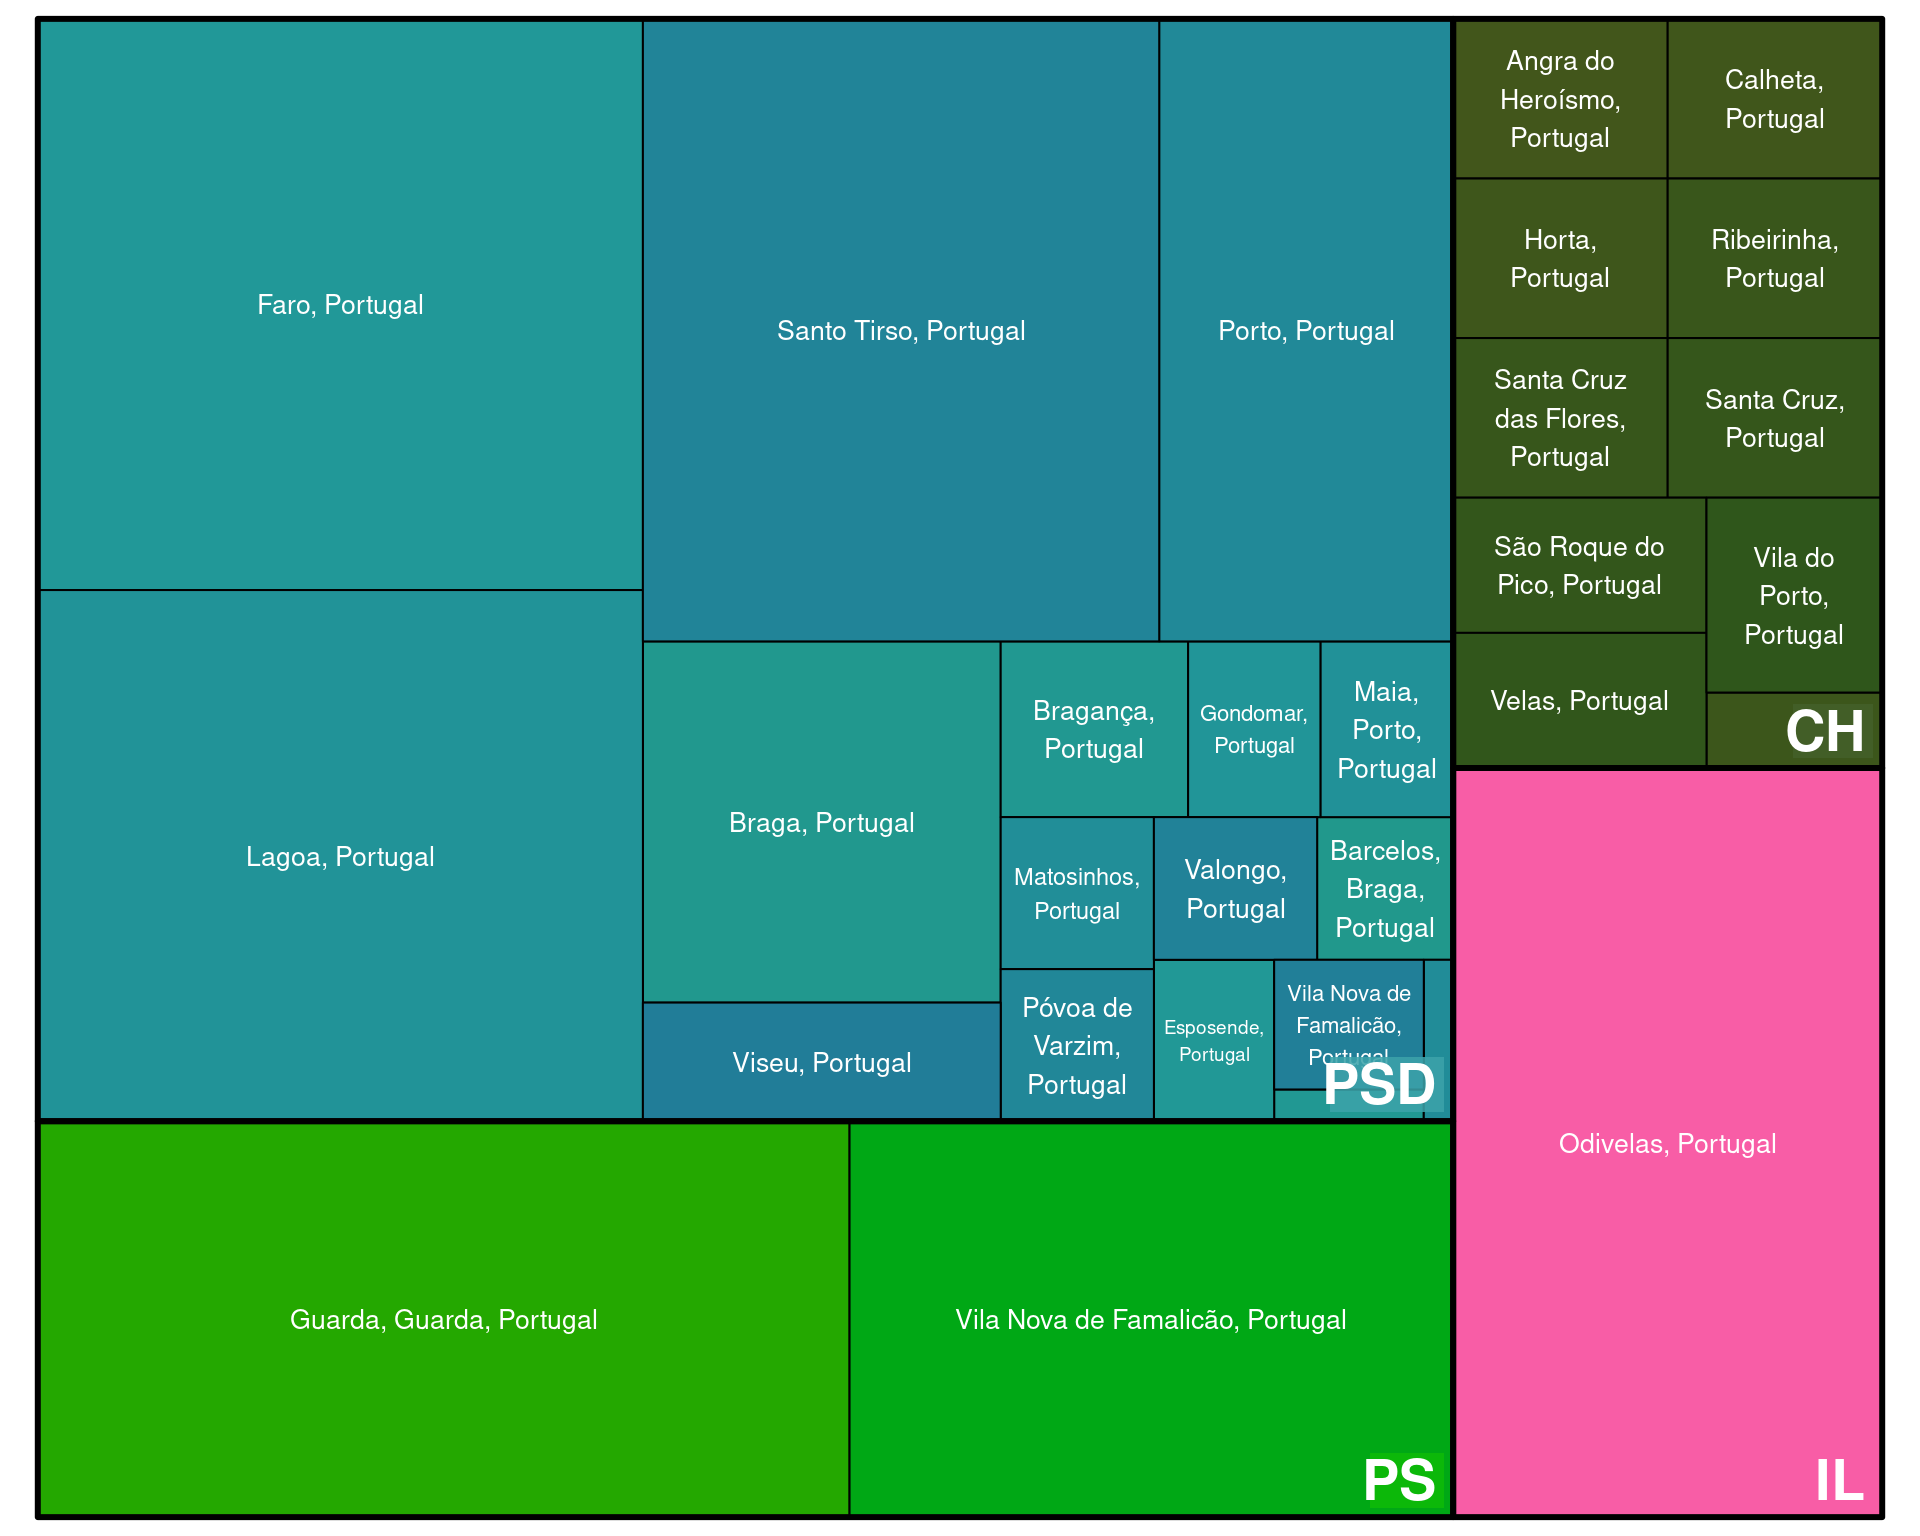 Faro, Portugal
Santo Tirso, Portugal
Porto, Portugal
Lagoa, Portugal
Braga, Portugal
Viseu, Portugal
Bragança,
Portugal
Gondomar,
Portugal
Maia,
Porto,
Portugal
Matosinhos,
Portugal
Valongo,
Portugal
Barcelos,
Braga,
Portugal
Póvoa de
Varzim,
Portugal
Esposende,
Portugal
Vila Nova de
Famalicão,
Portugal
PSD
Guarda, Guarda, Portugal
Vila Nova de Famalicão, Portugal
PS
Angra do
Heroísmo,
Portugal
Calheta,
Portugal
Horta,
Portugal
Ribeirinha,
Portugal
Santa Cruz
das Flores,
Portugal
Santa Cruz,
Portugal
São Roque do
Pico, Portugal
Vila do
Porto,
Portugal
Velas, Portugal
CH
Odivelas, Portugal
IL